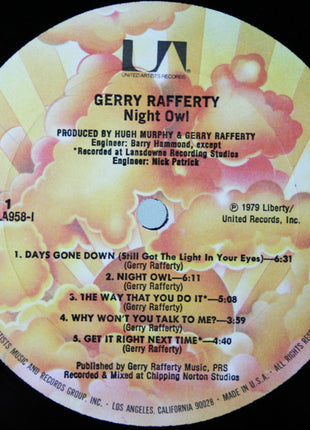 UA
UNITED ARTISTS RECORDS
GERRY RAFFERTY
Night Owl
PRODUCED BY HUGH MURPHY & GERRY RAFFERTY
Engineer: Barry Hammond, except
*Recorded at Lansdowne Recording Studios
Engineer: Nick Patrick
1
LA958-I
℗ 1979 Liberty/
United Records, Inc.
1. DAYS GONE DOWN (Still Got The Light In Your Eyes)—6:31
(Gerry Rafferty)
2. NIGHT OWL—6:11
(Gerry Rafferty)
3. THE WAY THAT YOU DO IT*—5:08
(Gerry Rafferty)
4. WHY WON'T YOU TALK TO ME?—3:59
(Gerry Rafferty)
5. GET IT RIGHT NEXT TIME*—4:40
(Gerry Rafferty)
Published by Gerry Rafferty Music, PRS
Recorded & Mixed at Chipping Norton Studios
ARTISTS MUSIC AND RECORDS GROUP, INC. • LOS ANGELES, CALIFORNIA 90028 • MADE IN U.S.A. • ALL RIGHTS